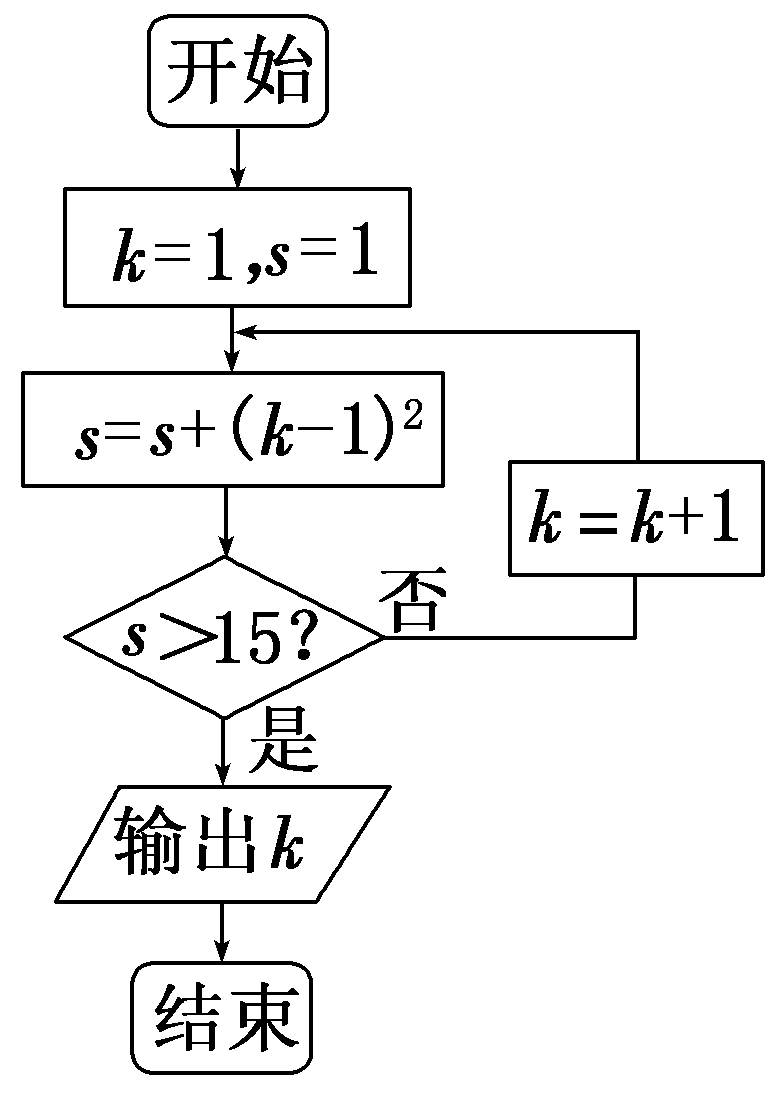 开始
k=1,s=1
s=s+(k-1)²
k=k+1
s>15?
否
是
输出k
结束